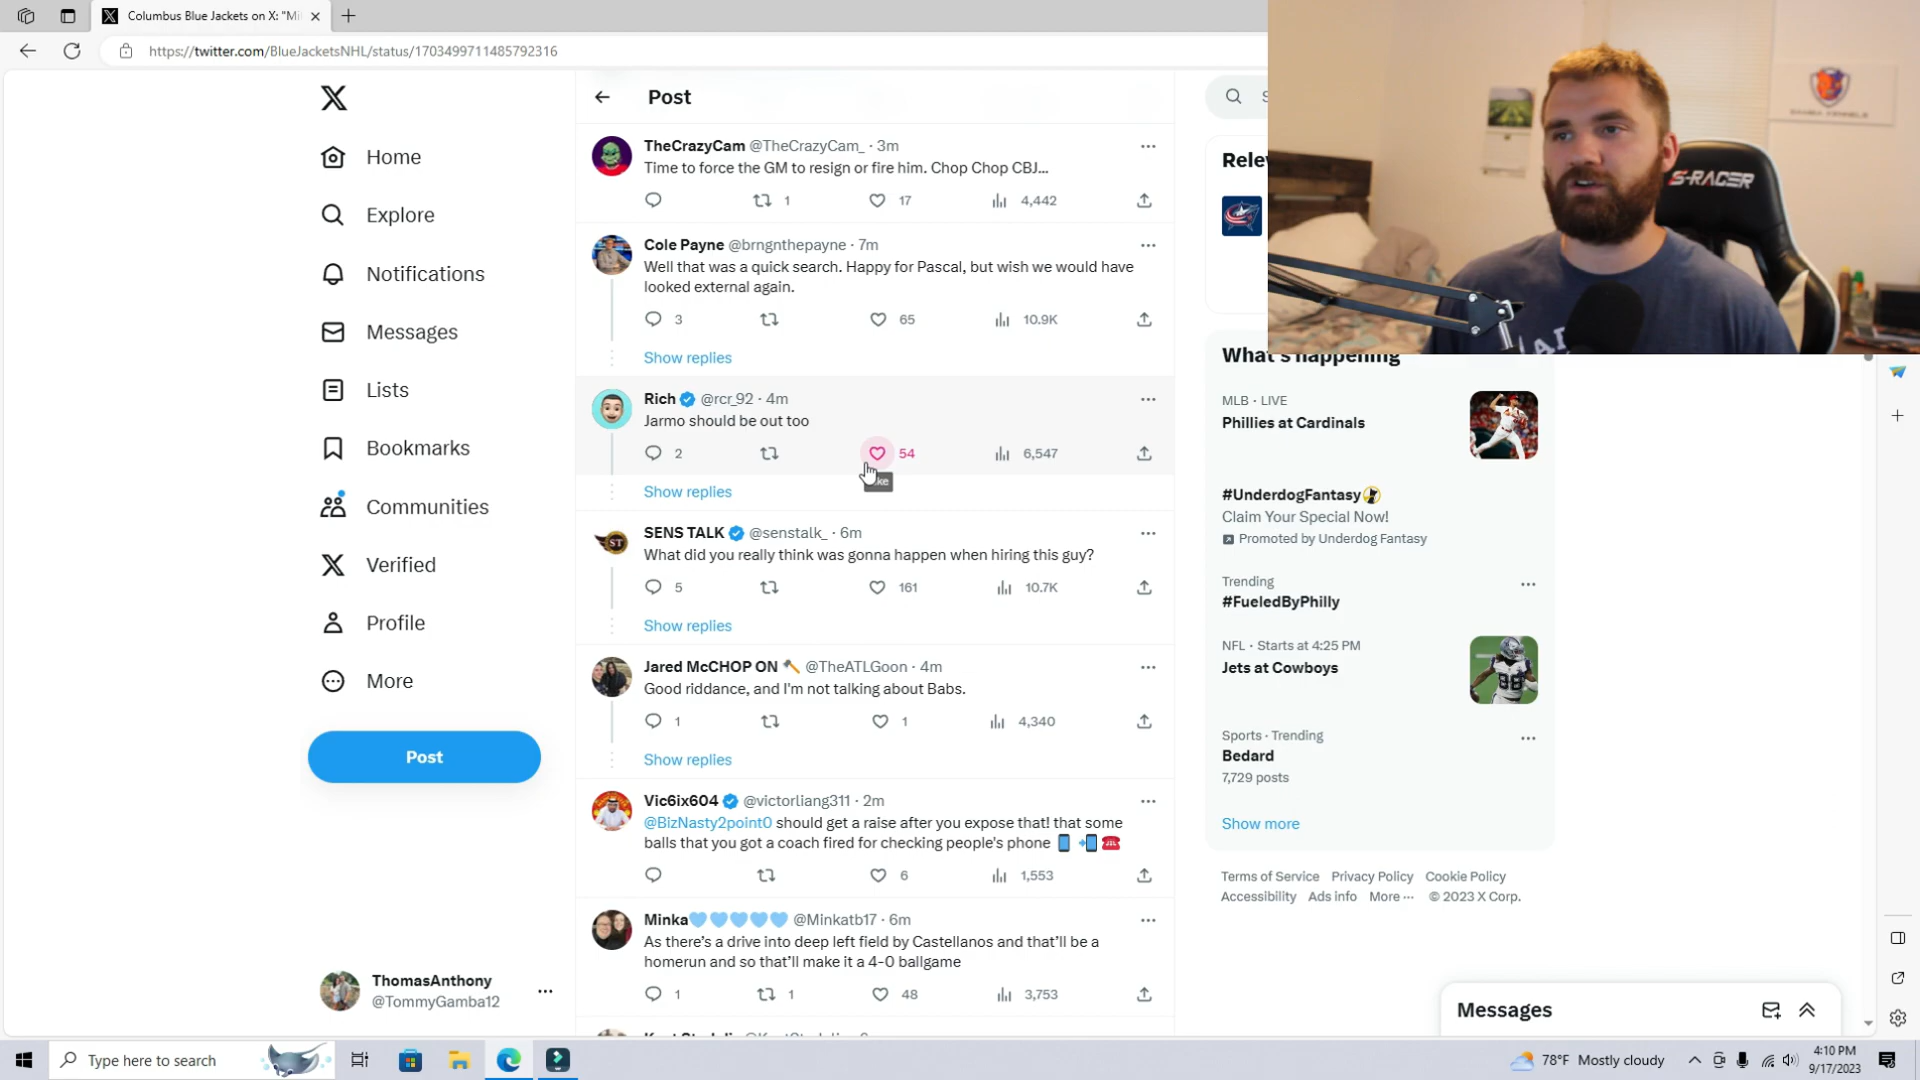 Columbus Blue Jackets on X: "Mi
https://twitter.com/BlueJacketsNHL/status/1703499711485792316
Home
Explore
Notifications
Messages
Lists
Bookmarks
Communities
Verified
Profile
More
Post
ThomasAnthony
@TommyGamba12
Post
TheCrazyCam @TheCrazyCam_ · 3m
Time to force the GM to resign or fire him. Chop Chop CBJ...
1 17 4,442
Cole Payne @brngnthepayne · 7m
Well that was a quick search. Happy for Pascal, but wish we would have
looked external again.
3 65 10.9K
Show replies
Rich @rcr_92 · 4m
Jarmo should be out too
2 54 6,547
Show replies
SENS TALK @senstalk_ · 6m
What did you really think was gonna happen when hiring this guy?
5 161 10.7K
Show replies
Jared McCHOP ON @TheATLGoon · 4m
Good riddance, and I'm not talking about Babs.
1 1 4,340
Show replies
Vic6ix604 @victorliang311 · 2m
@BizNasty2point0 should get a raise after you expose that! that some
balls that you got a coach fired for checking people's phone
6 1,553
Minka @Minkatb17 · 6m
As there's a drive into deep left field by Castellanos and that'll be a
homerun and so that'll make it a 4-0 ballgame
1 1 48 3,753
Rele
S-RACER
What's happening
MLB · LIVE
Phillies at Cardinals
#UnderdogFantasy
Claim Your Special Now!
Promoted by Underdog Fantasy
Trending
#FueledByPhilly
NFL · Starts at 4:25 PM
Jets at Cowboys
Sports · Trending
Bedard
7,729 posts
Show more
Terms of Service Privacy Policy Cookie Policy
Accessibility Ads info More ··· © 2023 X Corp.
Messages
Type here to search
78°F Mostly cloudy
4:10 PM
9/17/2023